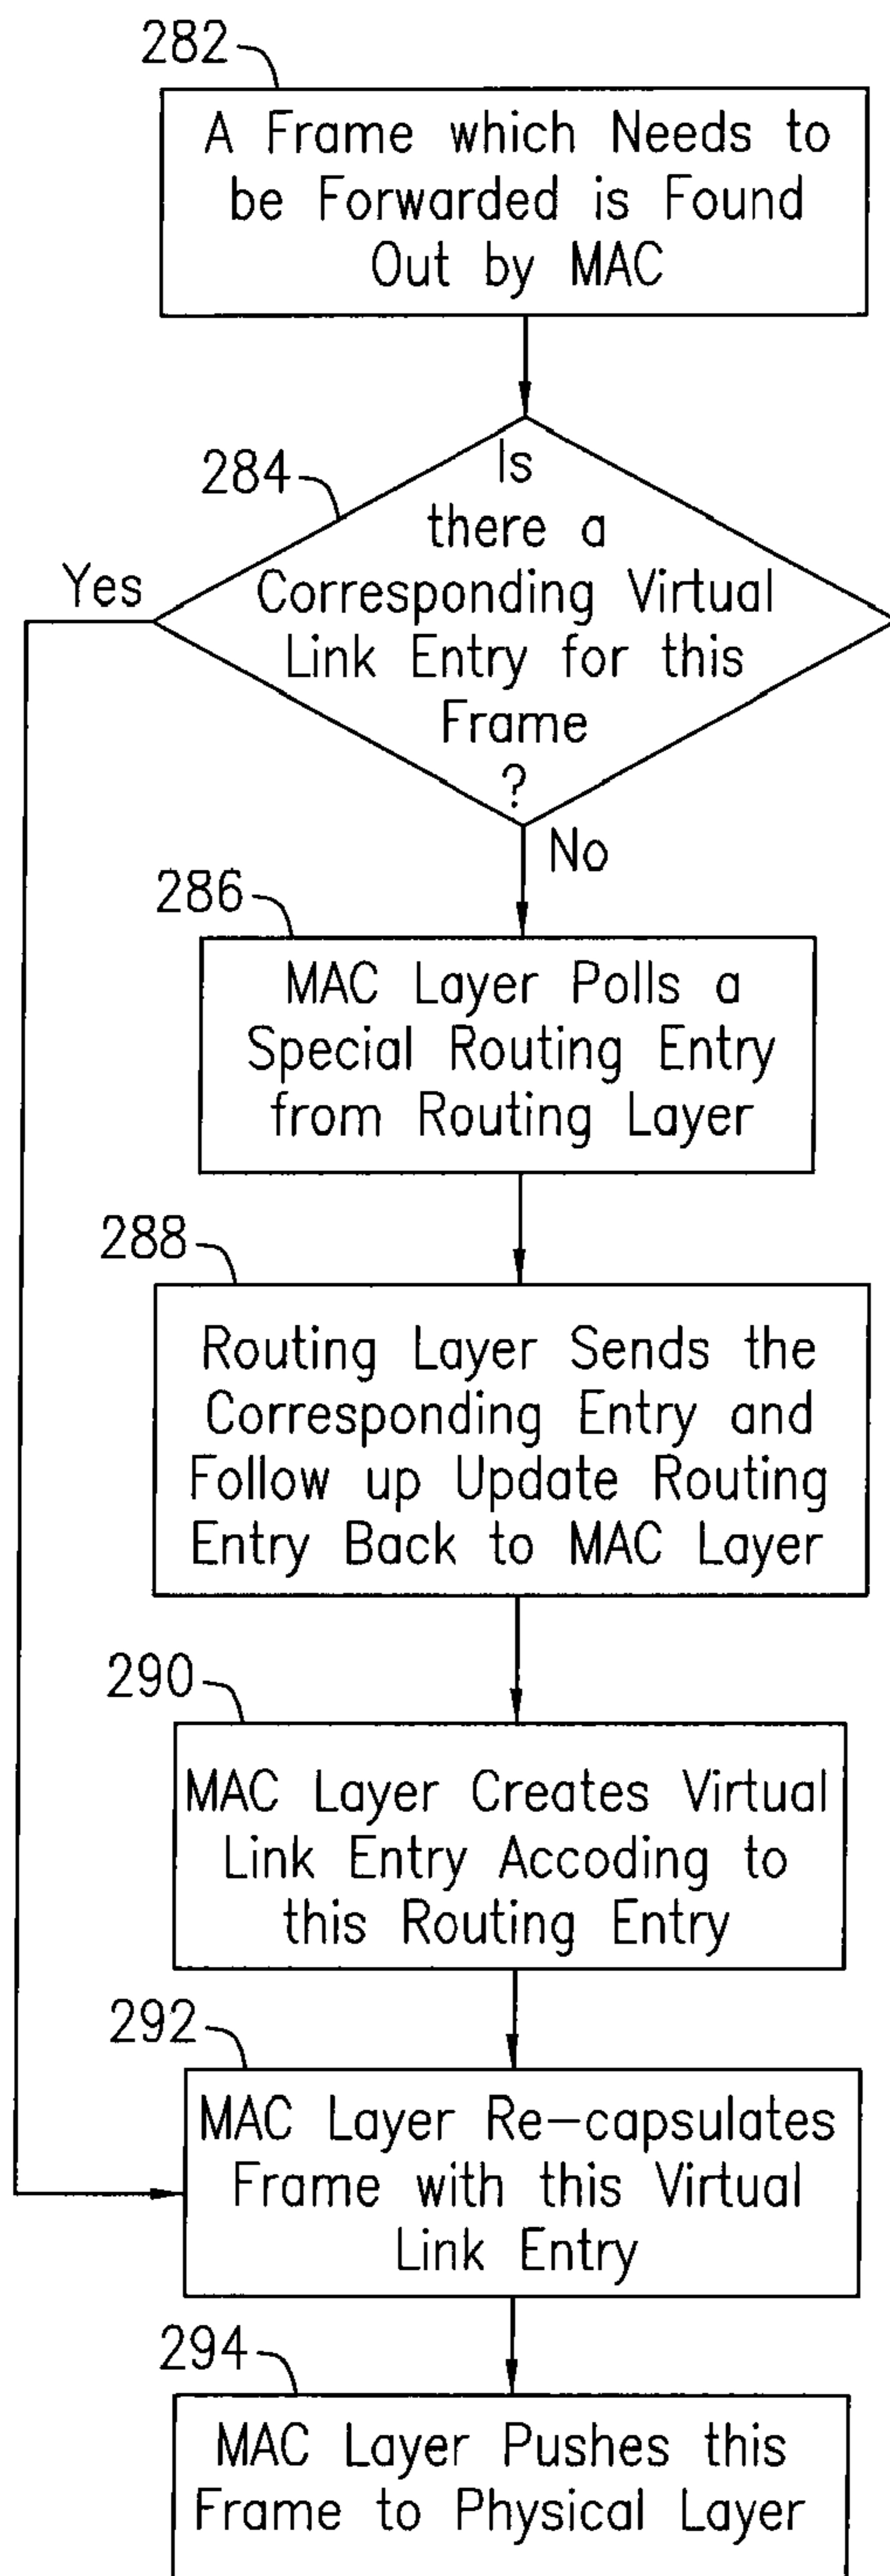 282
A Frame which Needs to
be Forwarded is Found
Out by MAC
284
Is
there a
Corresponding Virtual
Link Entry for this
Frame
?
Yes
No
286
MAC Layer Polls a
Special Routing Entry
from Routing Layer
288
Routing Layer Sends the
Corresponding Entry and
Follow up Update Routing
Entry Back to MAC Layer
290
MAC Layer Creates Virtual
Link Entry Accoding to
this Routing Entry
292
MAC Layer Re-capsulates
Frame with this Virtual
Link Entry
294
MAC Layer Pushes this
Frame to Physical Layer